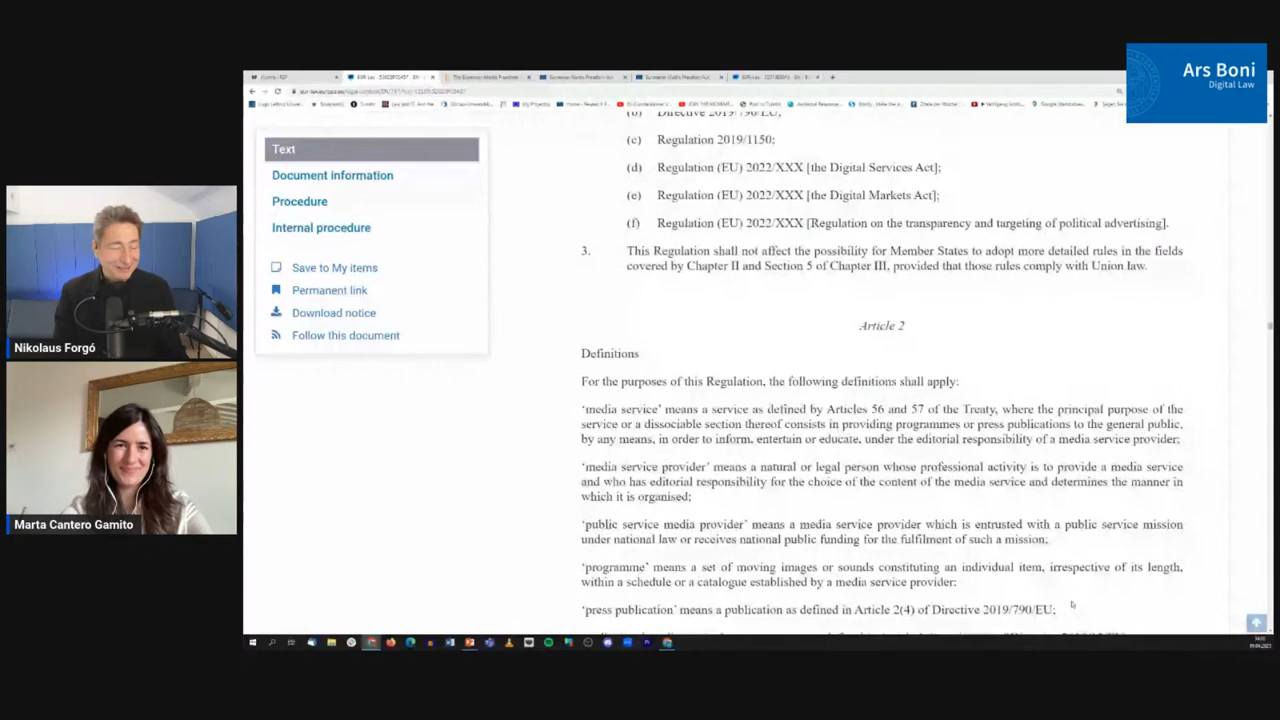 Ars Boni
Digital Law
Text
Document information
Procedure
Internal procedure
Save to My items
Permanent link
Download notice
Follow this document
Directive 2019/790/EU;
(c) Regulation 2019/1150;
(d) Regulation (EU) 2022/XXX [the Digital Services Act];
(e) Regulation (EU) 2022/XXX [the Digital Markets Act];
(f) Regulation (EU) 2022/XXX [Regulation on the transparency and targeting of political advertising].
3. This Regulation shall not affect the possibility for Member States to adopt more detailed rules in the fields
covered by Chapter II and Section 5 of Chapter III, provided that those rules comply with Union law.
Article 2
Definitions
For the purposes of this Regulation, the following definitions shall apply:
‘media service’ means a service as defined by Articles 56 and 57 of the Treaty, where the principal purpose of the
service or a dissociable section thereof consists in providing programmes or press publications to the general public,
by any means, in order to inform, entertain or educate, under the editorial responsibility of a media service provider;
‘media service provider’ means a natural or legal person whose professional activity is to provide a media service
and who has editorial responsibility for the choice of the content of the media service and determines the manner in
which it is organised;
‘public service media provider’ means a media service provider which is entrusted with a public service mission
under national law or receives national public funding for the fulfilment of such a mission;
‘programme’ means a set of moving images or sounds constituting an individual item, irrespective of its length,
within a schedule or a catalogue established by a media service provider;
‘press publication’ means a publication as defined in Article 2(4) of Directive 2019/790/EU;
Nikolaus Forgó
Marta Cantero Gamito